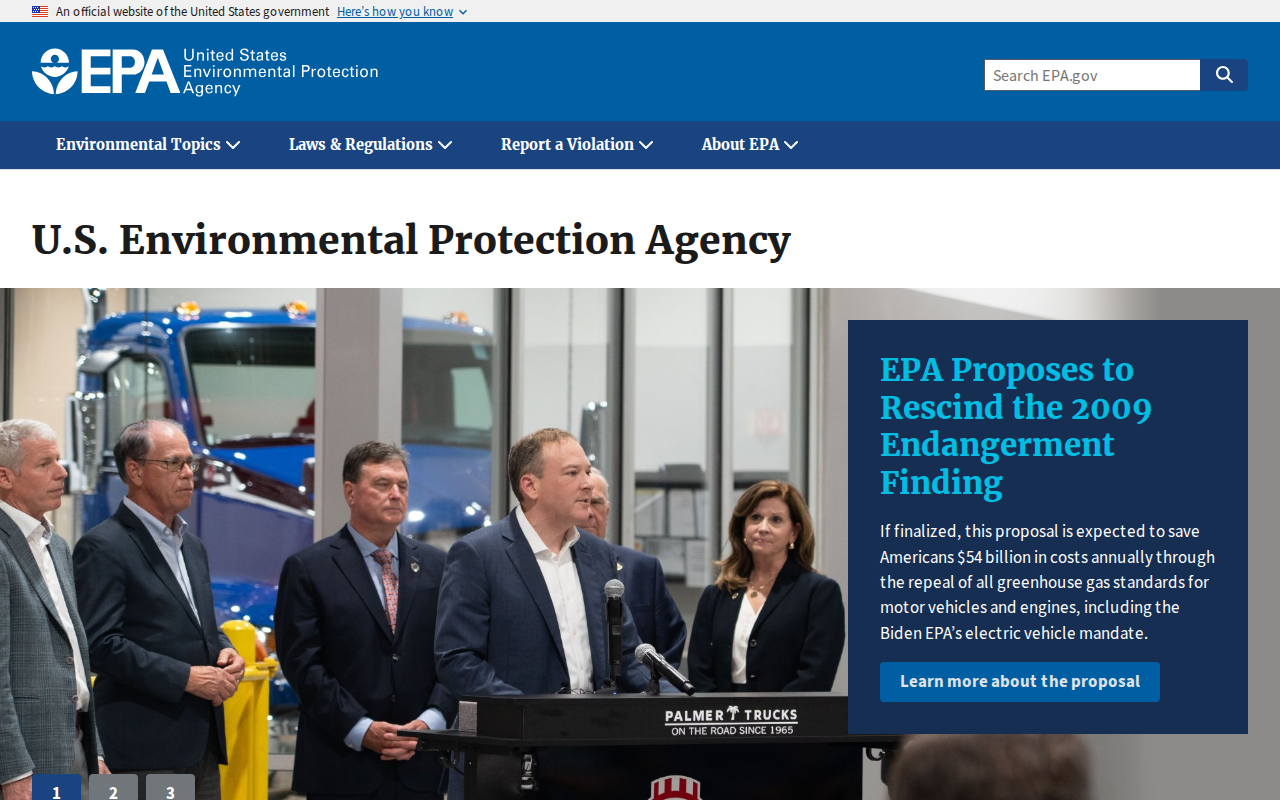 An official website of the United States government Here's how you know
EPA
United States
Environmental Protection
Agency
Search EPA.gov
Environmental Topics
Laws & Regulations
Report a Violation
About EPA
U.S. Environmental Protection Agency
EPA Proposes to
Rescind the 2009
Endangerment
Finding
If finalized, this proposal is expected to save
Americans $54 billion in costs annually through
the repeal of all greenhouse gas standards for
motor vehicles and engines, including the
Biden EPA’s electric vehicle mandate.
Learn more about the proposal
PALMER TRUCKS
ON THE ROAD SINCE 1965
1
2
3